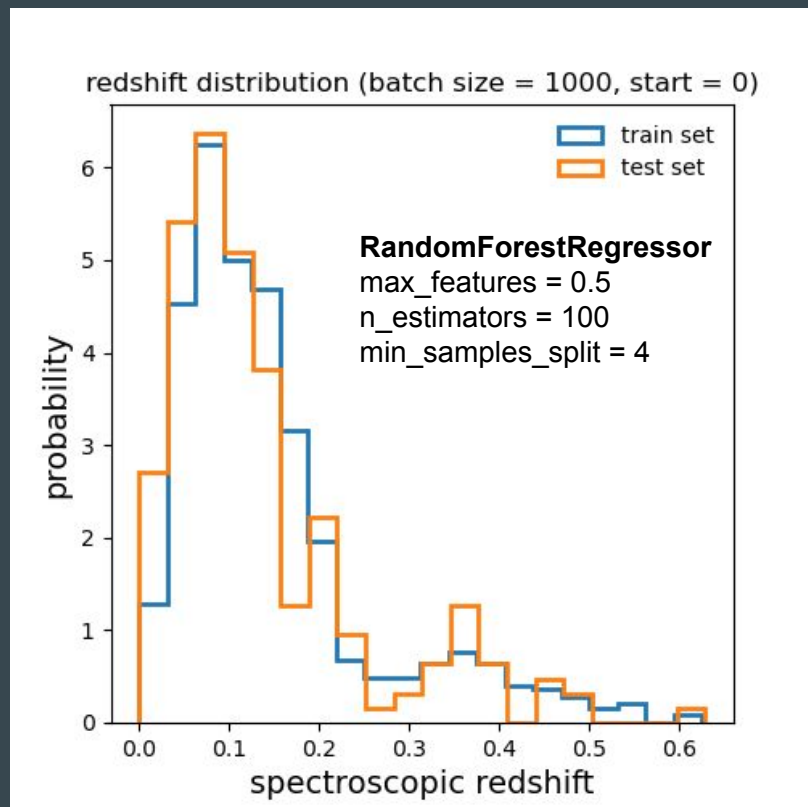 redshift distribution (batch size = 1000, start = 0)
train set
test set
RandomForestRegressor
max_features = 0.5
n_estimators = 100
min_samples_split = 4
probability
6
5
4
3
2
1
0
0.0 0.1 0.2 0.3 0.4 0.5 0.6
spectroscopic redshift